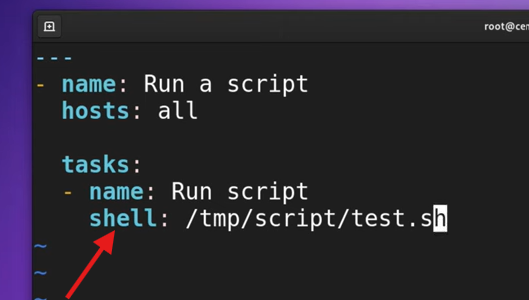 root@cen
---
- name: Run a script
  hosts: all

  tasks:
  - name: Run script
    shell: /tmp/script/test.sh
~
~
~